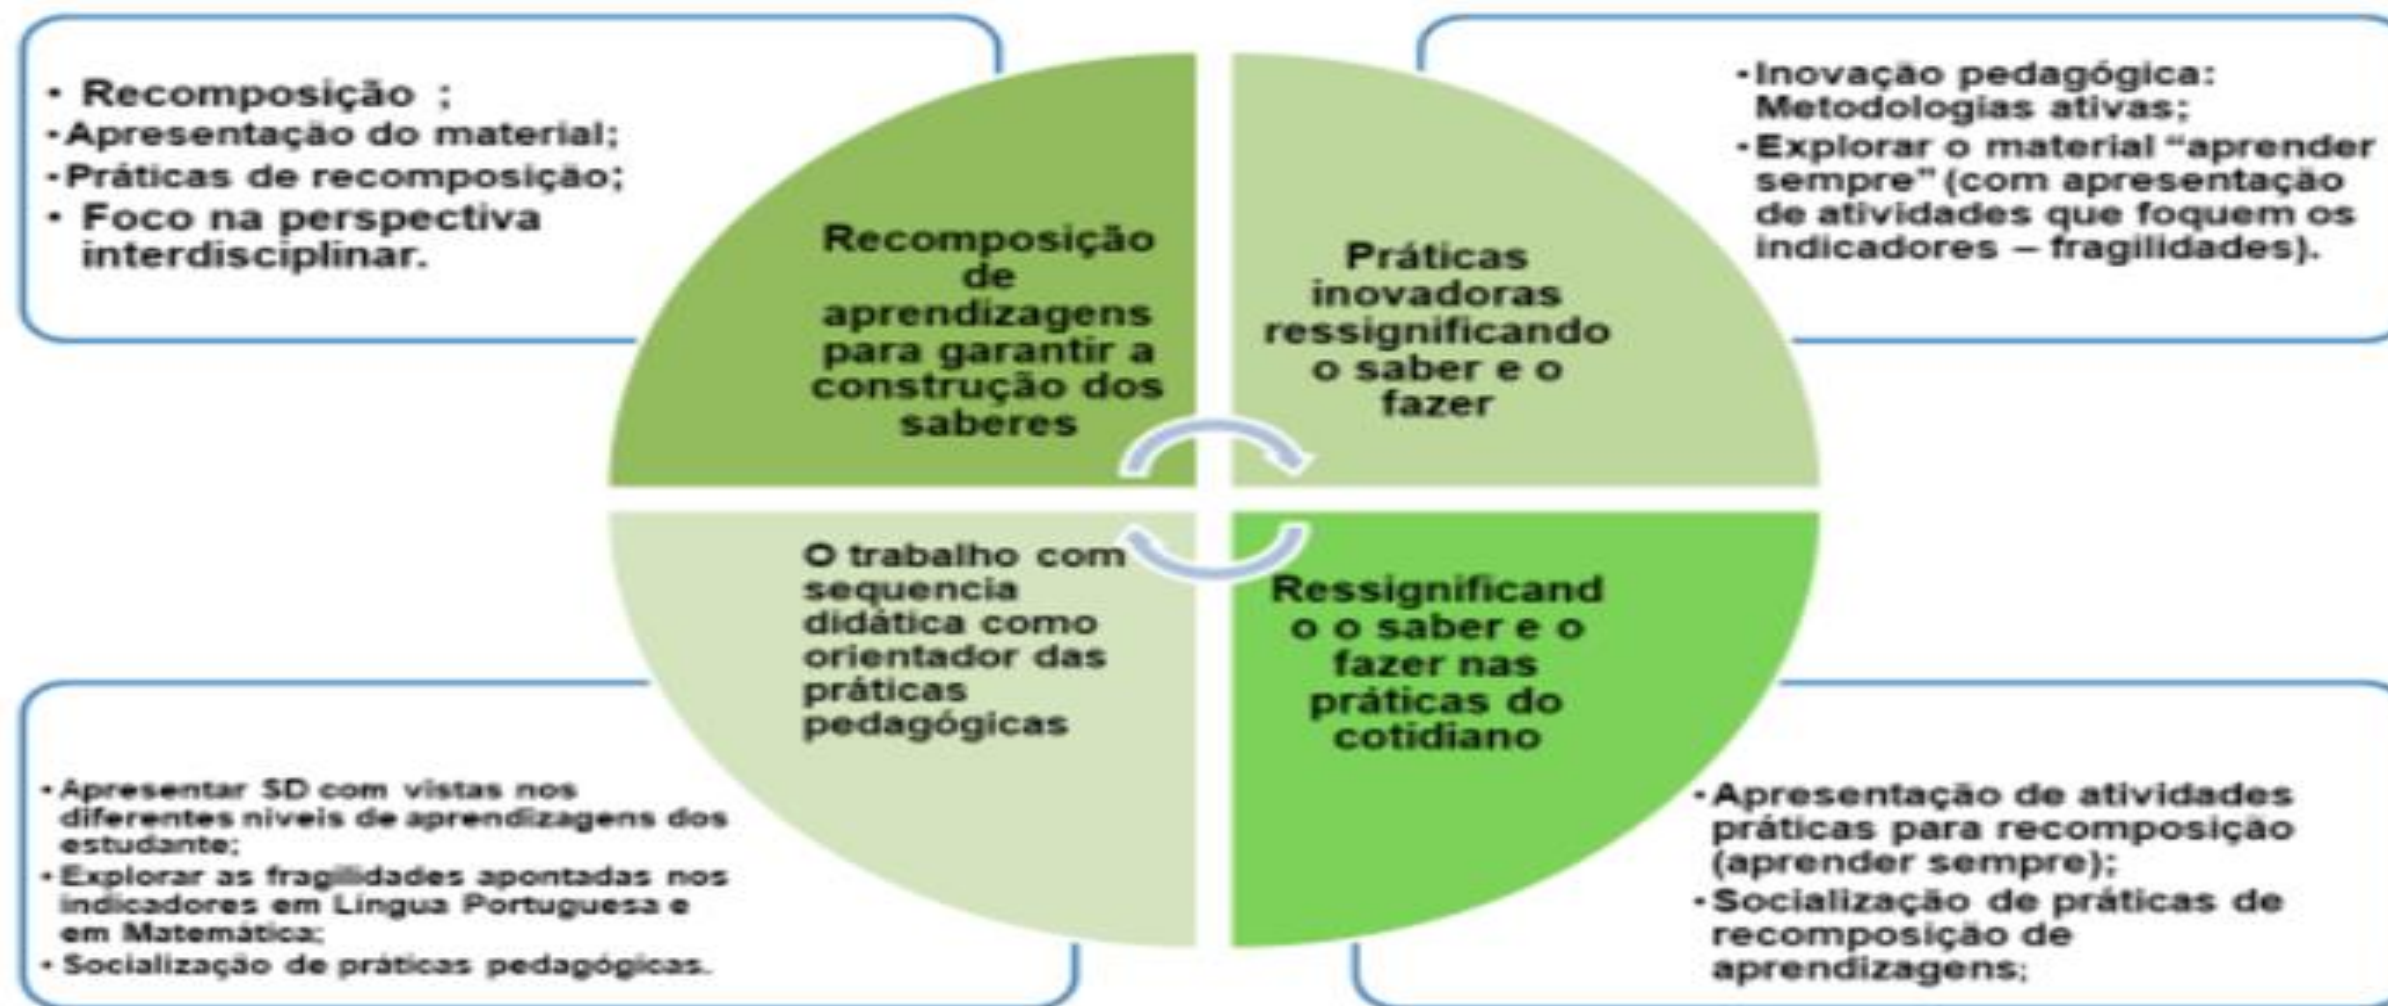 • Recomposição ;
•Apresentação do material;
•Práticas de recomposição;
• Foco na perspectiva
interdisciplinar.
Recomposição
de
aprendizagens
para garantir a
construção dos
saberes
Práticas
inovadoras
ressignificando
o saber e o
fazer
•Inovação pedagógica:
Metodologias ativas;
•Explorar o material “aprender
sempre” (com apresentação
de atividades que foquem os
indicadores – fragilidades).
O trabalho com
sequencia
didática como
orientador das
práticas
pedagógicas
Ressignificand
o o saber e o
fazer nas
práticas do
cotidiano
•Apresentar SD com vistas nos
diferentes niveis de aprendizagens dos
estudante;
•Explorar as fragilidades apontadas nos
indicadores em Lingua Portuguesa e
em Matemática;
• Socialização de práticas pedagógicas.
•Apresentação de atividades
práticas para recomposição
(aprender sempre);
•Socialização de práticas de
recomposição de
aprendizagens;